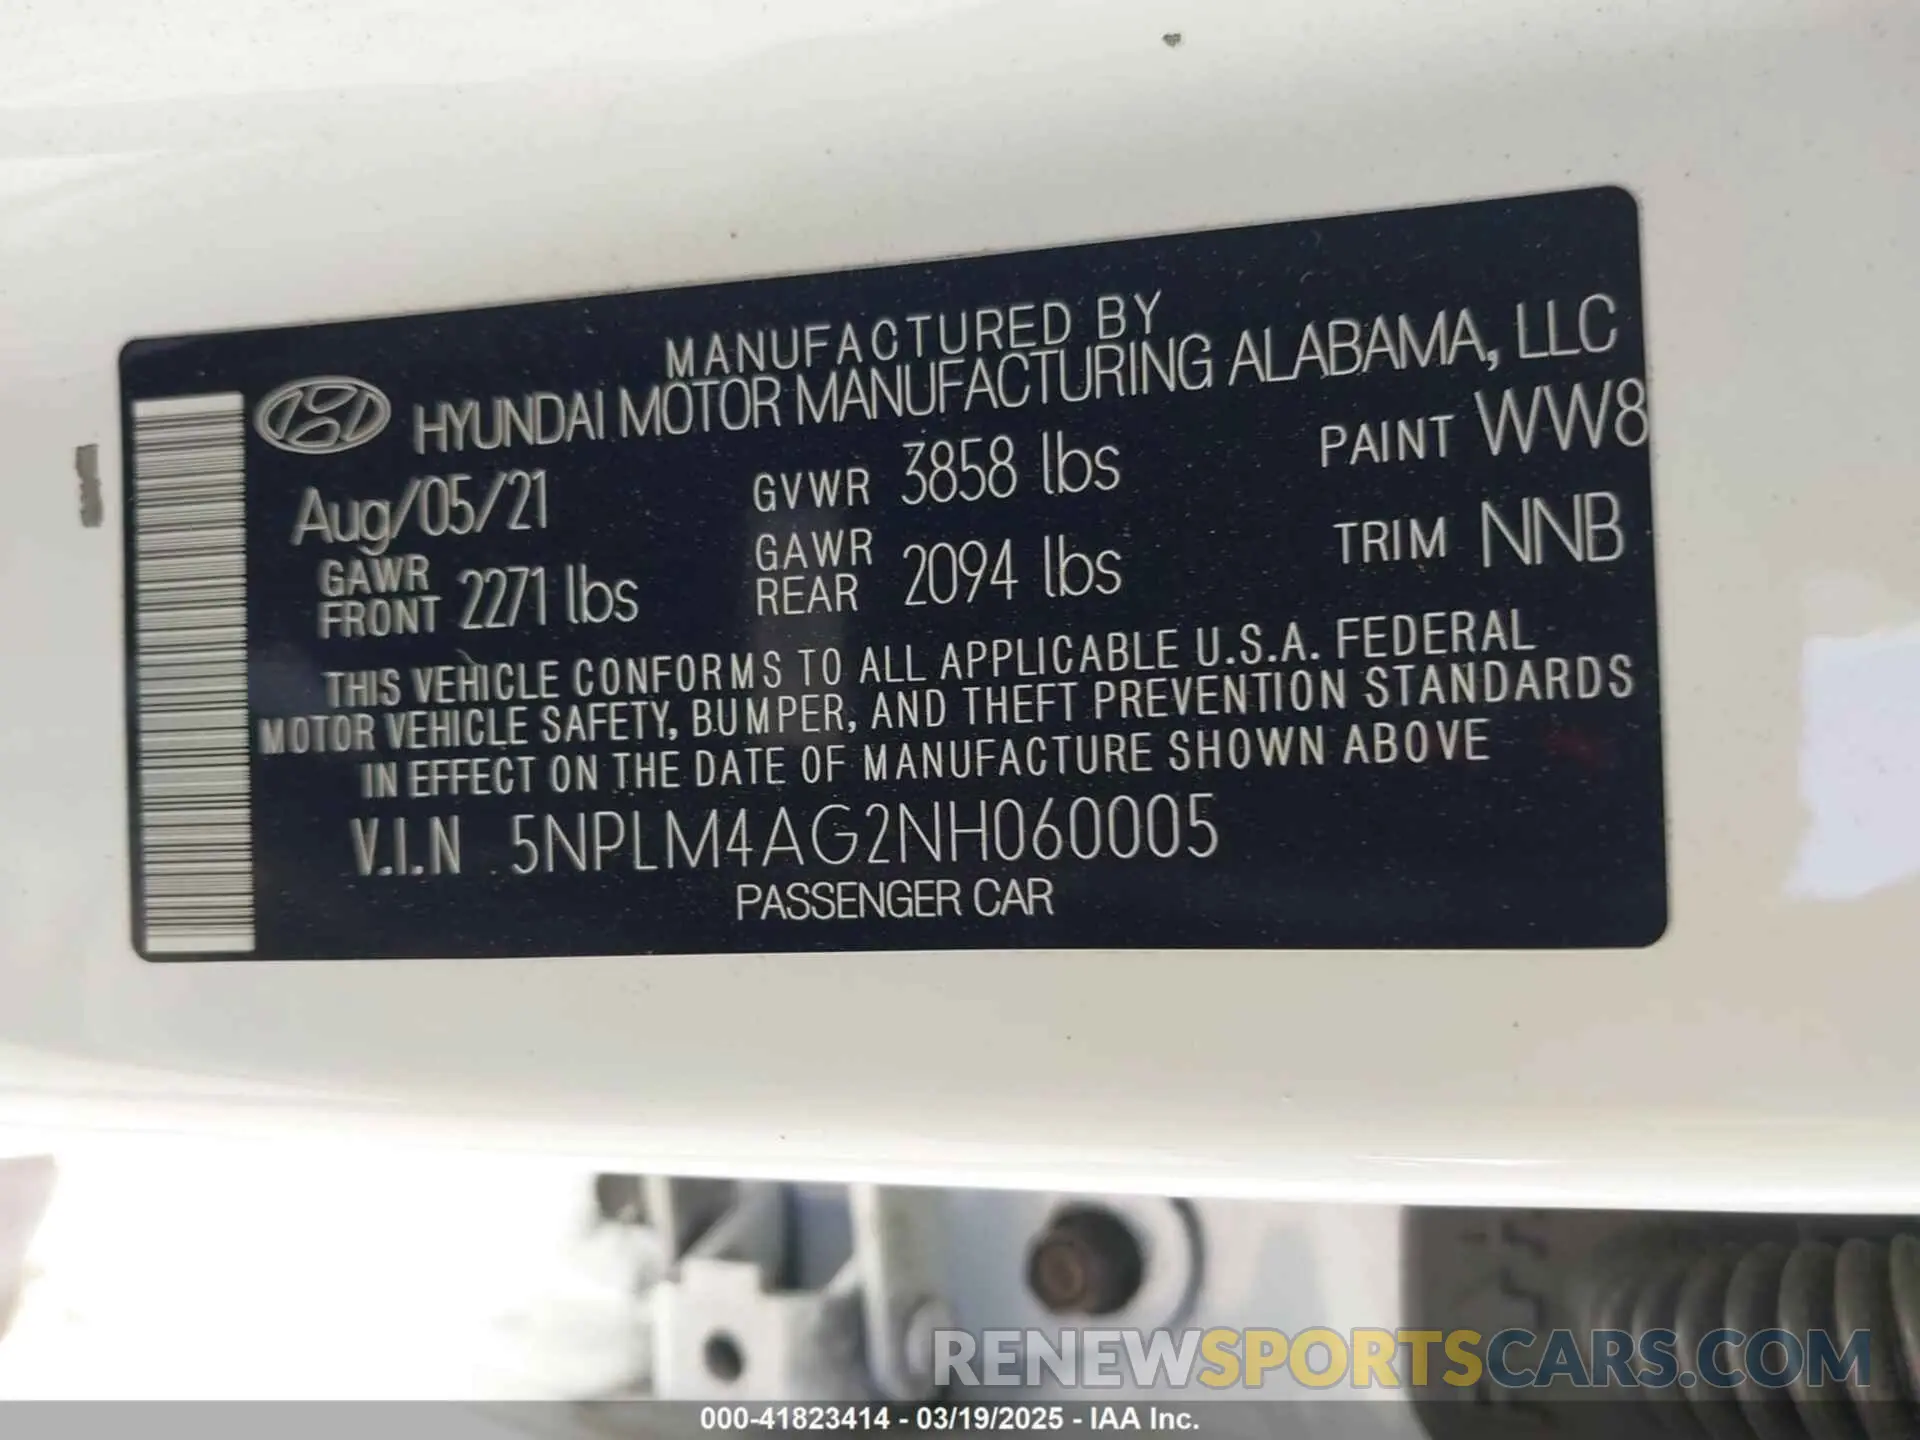 MANUFACTURED BY
HYUNDAI MOTOR MANUFACTURING ALABAMA, LLC
Aug/05/21 GVWR 3858 lbs PAINT WW8
GAWR FRONT 2271 lbs GAWR REAR 2094 lbs TRIM NNB
THIS VEHICLE CONFORMS TO ALL APPLICABLE U.S.A. FEDERAL
MOTOR VEHICLE SAFETY, BUMPER, AND THEFT PREVENTION STANDARDS
IN EFFECT ON THE DATE OF MANUFACTURE SHOWN ABOVE
V.I.N 5NPLM4AG2NH060005
PASSENGER CAR
RENEWSPORTSCARS.COM
000-41823414 - 03/19/2025 - IAA Inc.